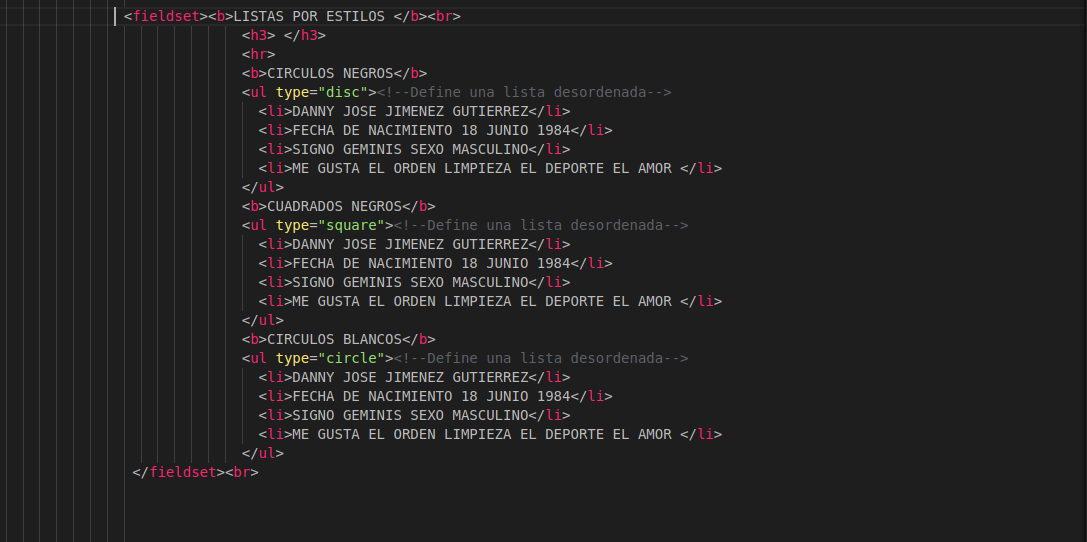 <fieldset><b>LISTAS POR ESTILOS </b><br>
<h3> </h3>
<hr>
<b>CIRCULOS NEGROS</b>
<ul type="disc"><!--Define una lista desordenada-->
<li>DANNY JOSE JIMENEZ GUTIERREZ</li>
<li>FECHA DE NACIMIENTO 18 JUNIO 1984</li>
<li>SIGNO GEMINIS SEXO MASCULINO</li>
<li>ME GUSTA EL ORDEN LIMPIEZA EL DEPORTE EL AMOR </li>
</ul>
<b>CUADRADOS NEGROS</b>
<ul type="square"><!--Define una lista desordenada-->
<li>DANNY JOSE JIMENEZ GUTIERREZ</li>
<li>FECHA DE NACIMIENTO 18 JUNIO 1984</li>
<li>SIGNO GEMINIS SEXO MASCULINO</li>
<li>ME GUSTA EL ORDEN LIMPIEZA EL DEPORTE EL AMOR </li>
</ul>
<b>CIRCULOS BLANCOS</b>
<ul type="circle"><!--Define una lista desordenada-->
<li>DANNY JOSE JIMENEZ GUTIERREZ</li>
<li>FECHA DE NACIMIENTO 18 JUNIO 1984</li>
<li>SIGNO GEMINIS SEXO MASCULINO</li>
<li>ME GUSTA EL ORDEN LIMPIEZA EL DEPORTE EL AMOR </li>
</ul>
</fieldset><br>